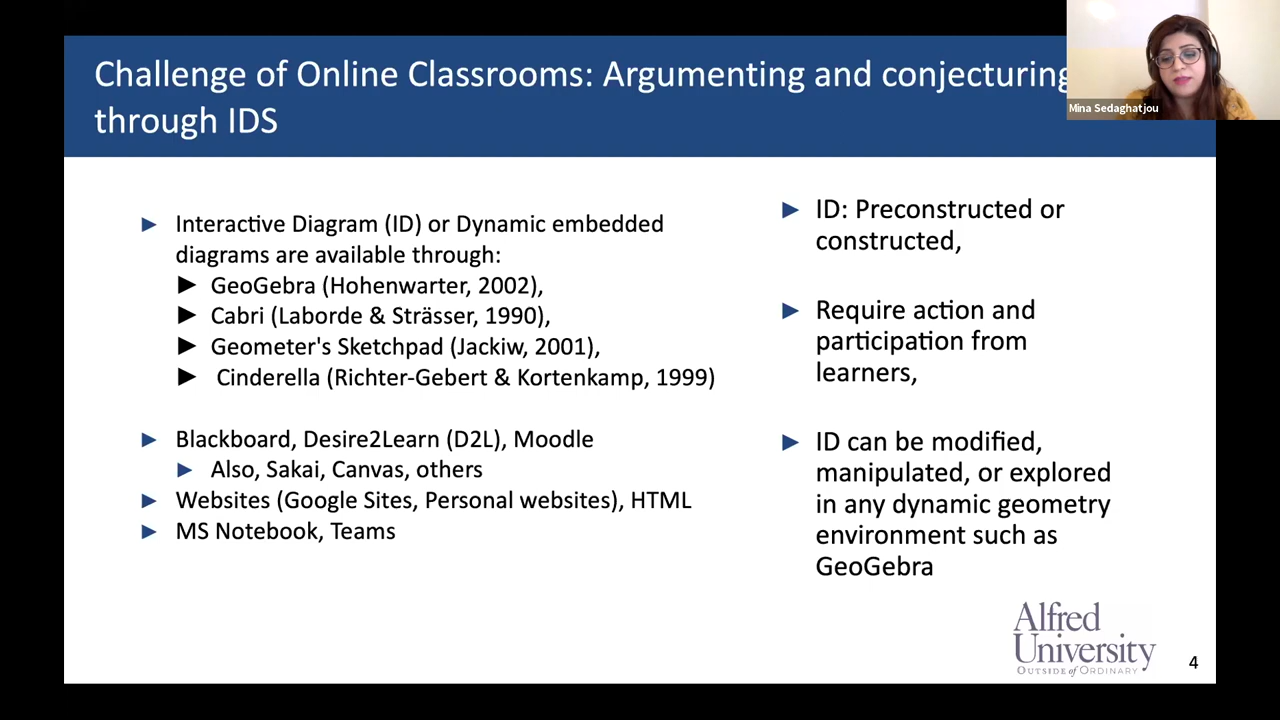 Challenge of Online Classrooms: Argumenting and conjecturing
through IDS
Mina Sedaghatjou
Interactive Diagram (ID) or Dynamic embedded
diagrams are available through:
GeoGebra (Hohenwarter, 2002),
Cabri (Laborde & Strässer, 1990),
Geometer's Sketchpad (Jackiw, 2001),
Cinderella (Richter-Gebert & Kortenkamp, 1999)
Blackboard, Desire2Learn (D2L), Moodle
Also, Sakai, Canvas, others
Websites (Google Sites, Personal websites), HTML
MS Notebook, Teams
ID: Preconstructed or
constructed,
Require action and
participation from
learners,
ID can be modified,
manipulated, or explored
in any dynamic geometry
environment such as
GeoGebra
Alfred
University
OUTSIDE of ORDINARY
4